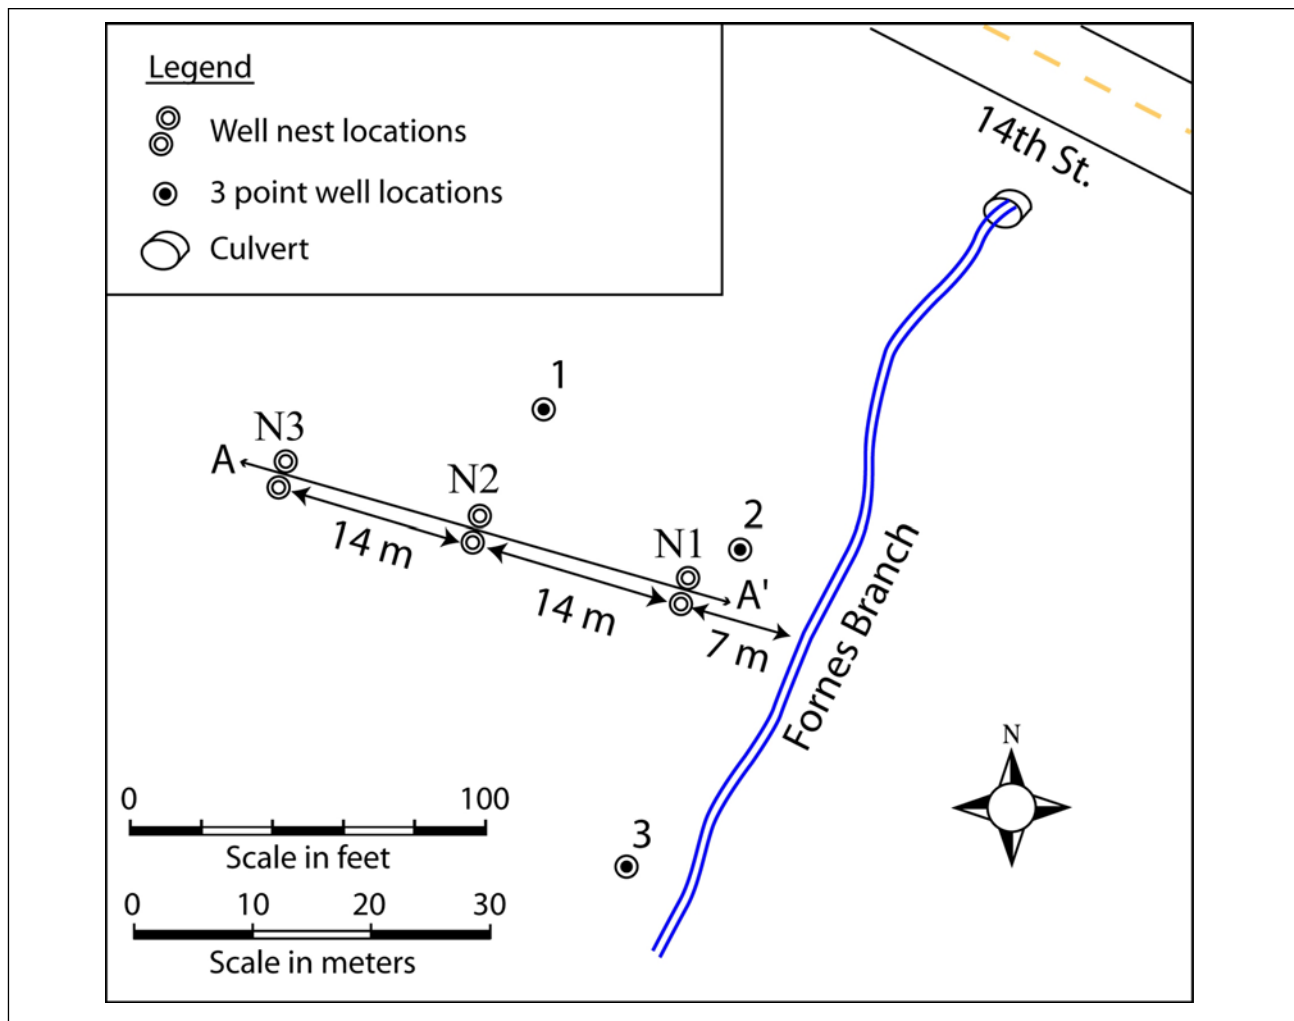 Legend
Well nest locations
3 point well locations
Culvert
14th St.
1
N3
A
N2
2
N1
A'
14 m
14 m
7 m
Fornes Branch
N
0 100
Scale in feet
3
0 10 20 30
Scale in meters